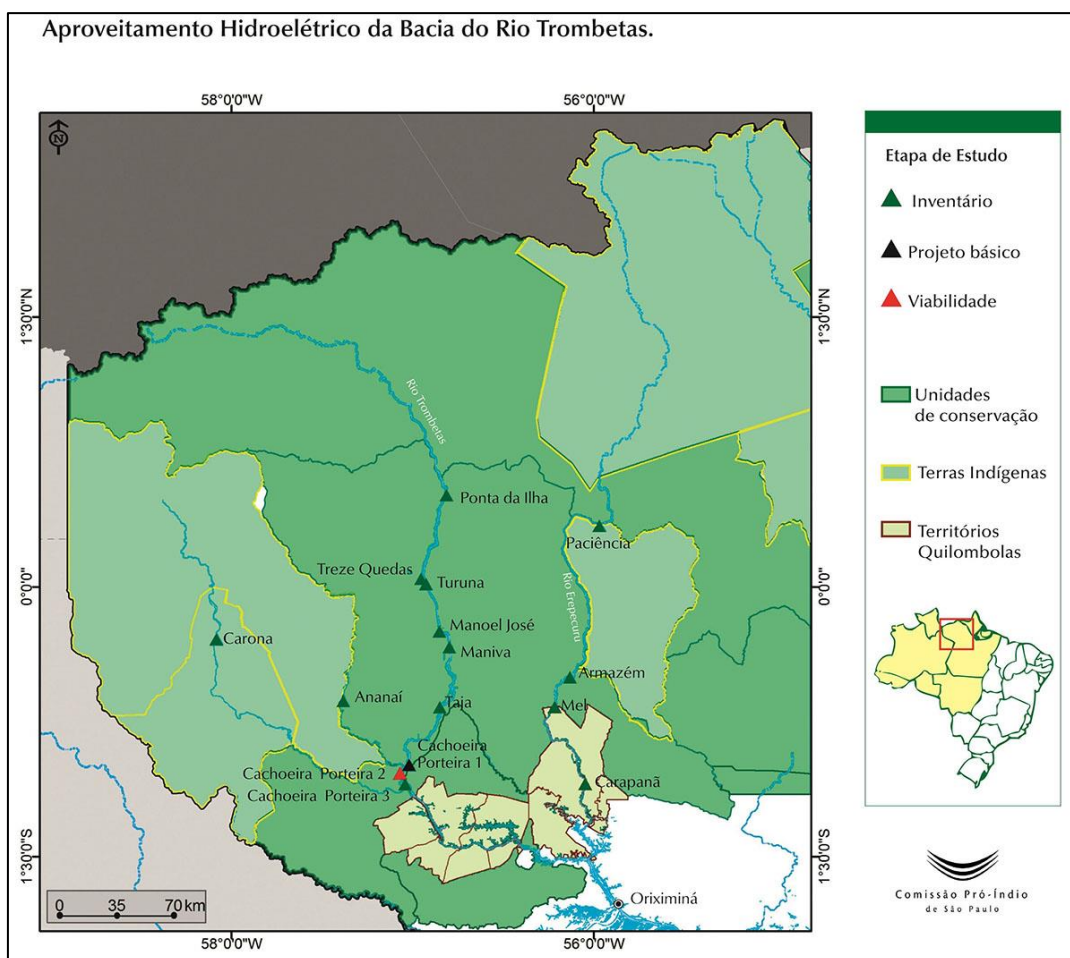 Aproveitamento Hidroelétrico da Bacia do Rio Trombetas.
58°0'0"W
56°0'0"W
N
1°30'0"N
0°0'0"
1°30'0"S
1°30'0"N
0°0'0"
1°30'0"S
Rio Trombetas
Ponta da Ilha
Paciência
Treze Quedas
Turuna
Rio Erepecuru
Manoel José
Carona
Maniva
Armazém
Ananaí
Taja
Mel
Cachoeira
Porteira 1
Cachoeira Porteira 2
Cachoeira Porteira 3
Carapanã
Oriximiná
0 35 70 km
58°0'0"W
56°0'0"W
Etapa de Estudo
Inventário
Projeto básico
Viabilidade
Unidades
de conservação
Terras Indígenas
Territórios
Quilombolas
Comissão Pró-Índio
de São Paulo